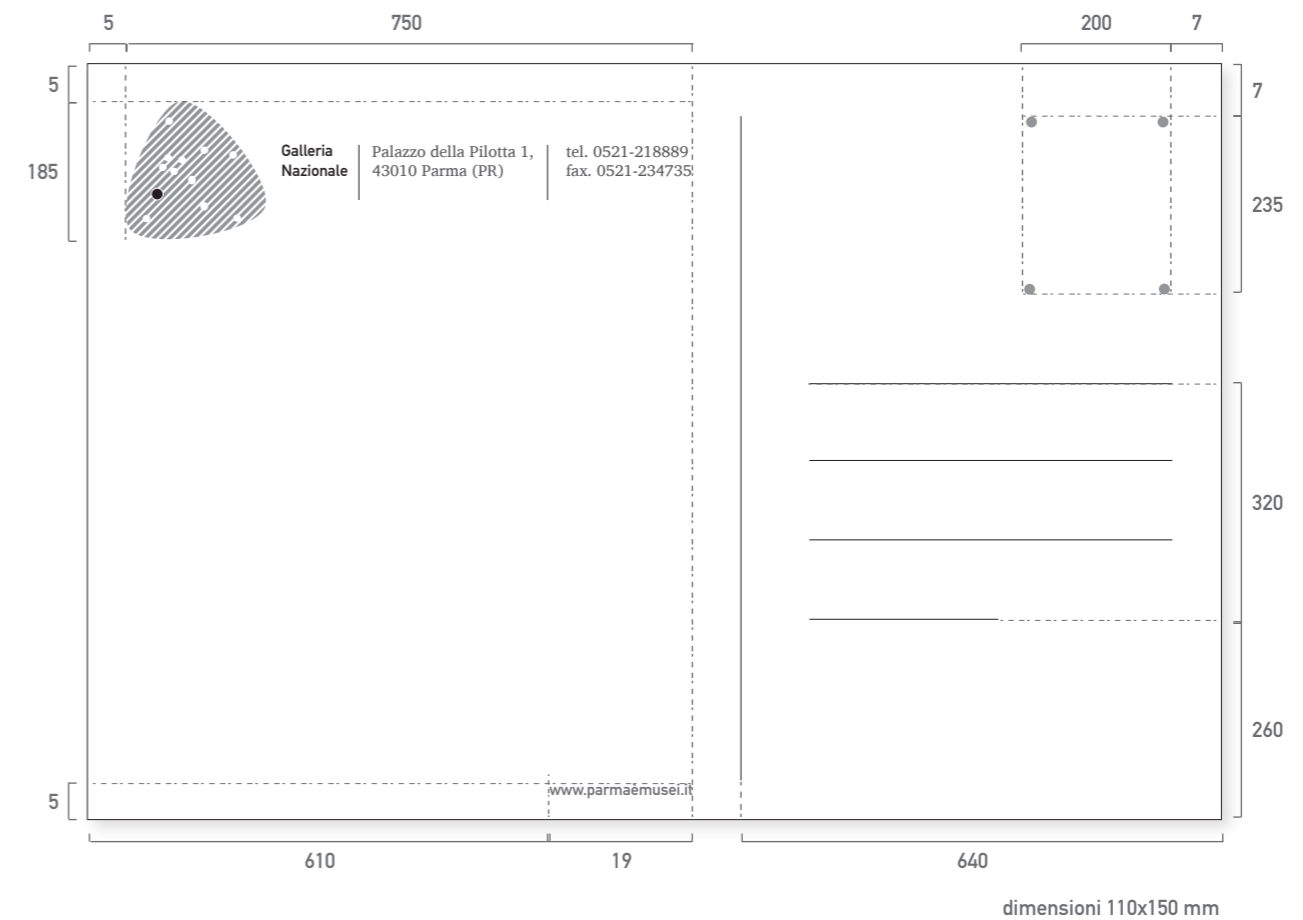 5
750
200
7
5
7
185
Galleria
Nazionale
Palazzo della Pilotta 1,
43010 Parma (PR)
tel. 0521-218889
fax. 0521-234735
235
320
260
5
www.parmaèmusei.it
610
19
640
dimensioni 110x150 mm